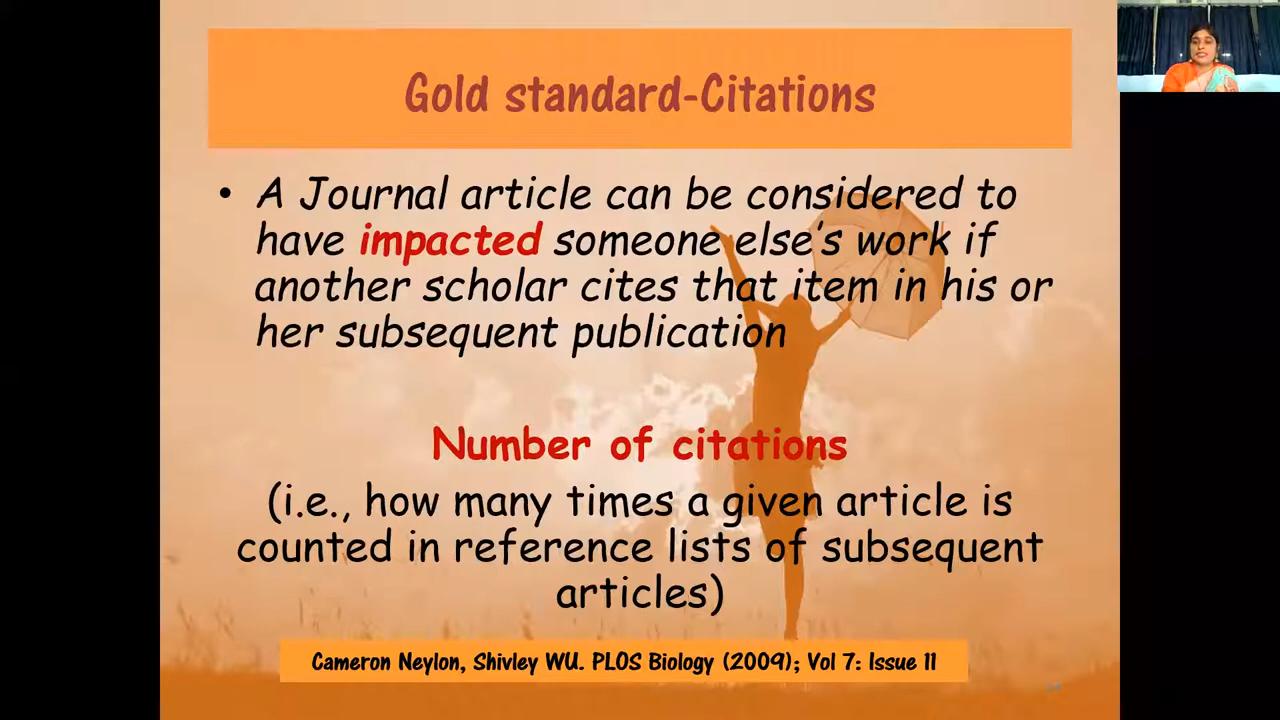 Gold standard-Citations
• A Journal article can be considered to
have impacted someone else's work if
another scholar cites that item in his or
her subsequent publication
Number of citations
(i.e., how many times a given article is
counted in reference lists of subsequent
articles)
Cameron Neylon, Shivley WU. PLOS Biology (2009); Vol 7: Issue 11